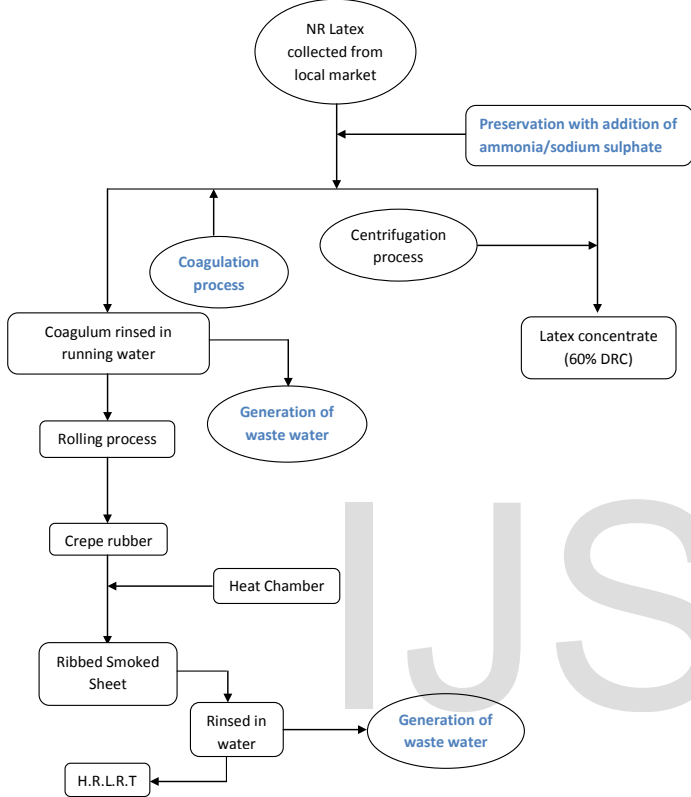 NR Latex
collected from
local market
Preservation with addition of
ammonia/sodium sulphate
Centrifugation
process
Coagulation
process
Coagulum rinsed in
running water
Latex concentrate
(60% DRC)
Generation of
waste water
Rolling process
Crepe rubber
Heat Chamber
Ribbed Smoked
Sheet
Rinsed in
water
Generation of
waste water
H.R.L.R.T
IJS